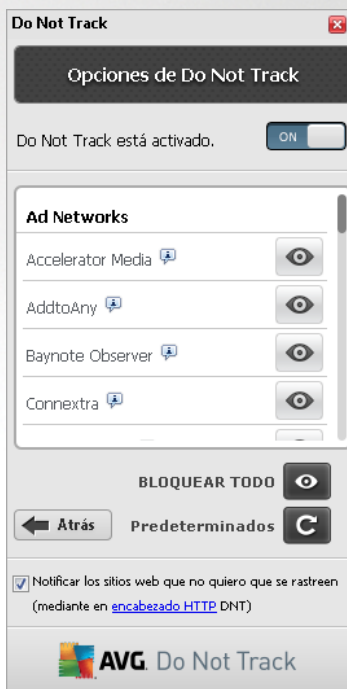 Do Not Track
Opciones de Do Not Track
Do Not Track está activado.
ON
Ad Networks
Accelerator Media
AddtoAny
Baynote Observer
Connextra
BLOQUEAR TODO
Atrás
Predeterminados
Notificar los sitios web que no quiero que se rastreen
(mediante en encabezado HTTP DNT)
AVG. Do Not Track